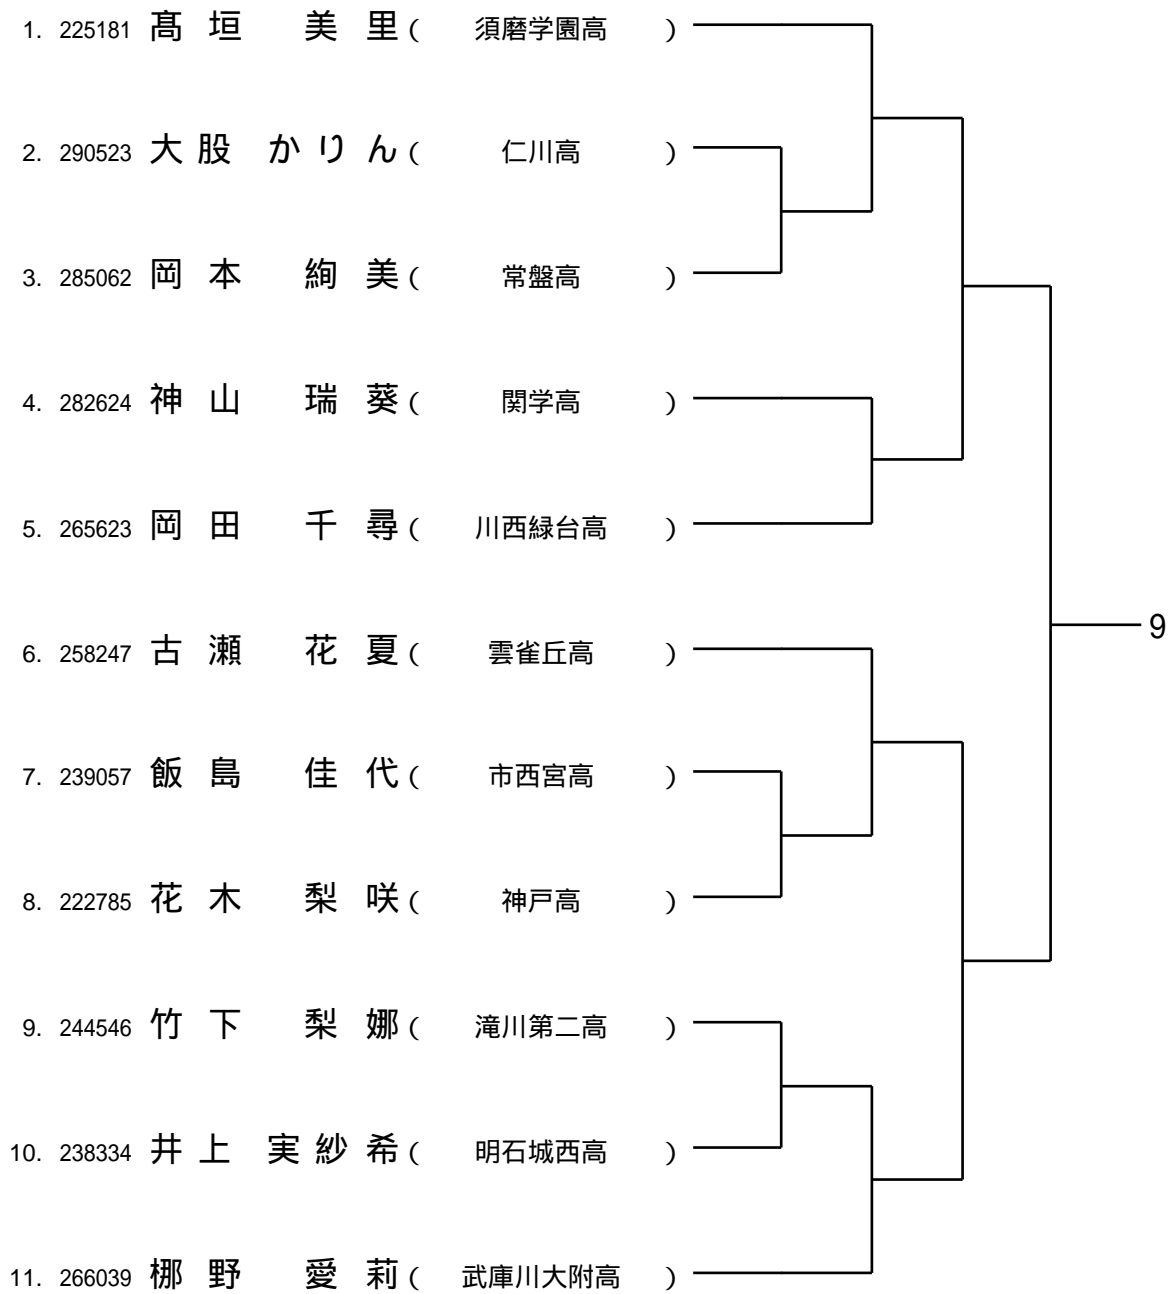 1. 225181 髙垣 美里 ( 須磨学園高 )
2. 290523 大股 かりん ( 仁川高 )
3. 285062 岡本 絢美 ( 常盤高 )
4. 282624 神山 瑞葵 ( 関学高 )
5. 265623 岡田 千尋 ( 川西緑台高 )
9
6. 258247 古瀬 花夏 ( 雲雀丘高 )
7. 239057 飯島 佳代 ( 市西宮高 )
8. 222785 花木 梨咲 ( 神戸高 )
9. 244546 竹下 梨娜 ( 滝川第二高 )
10. 238334 井上 実紗希 ( 明石城西高 )
11. 266039 梛野 愛莉 ( 武庫川大附高 )